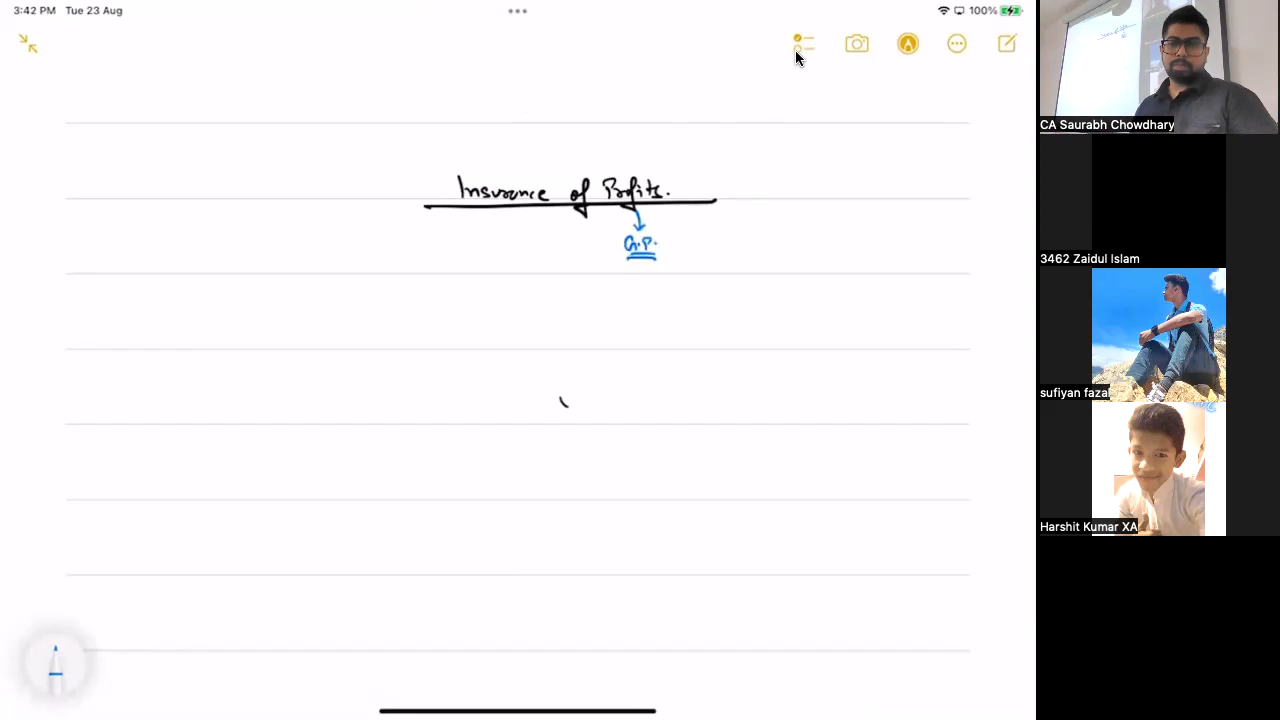 3:42 PM Tue 23 Aug
100%
Insurance of Profits.
G.P.
CA Saurabh Chowdhary
3462 Zaidul Islam
sufiyan fazal
Harshit Kumar XA